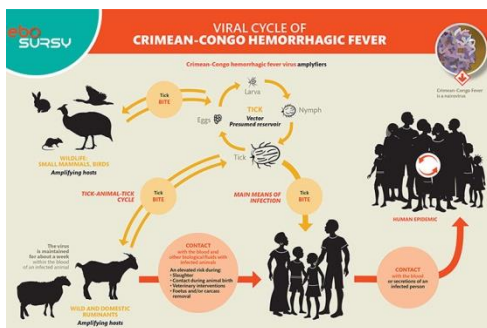 ebo
SURSY
VIRAL CYCLE OF
CRIMEAN-CONGO HEMORRHAGIC FEVER
Crimean-Congo hemorrhagic fever virus amplyfiers
Crimean-Congo Fever
is a nairovirus
Larva
Tick
BITE
TICK
Vector
Presumed reservoir
Nymph
Eggs
Tick
WILDLIFE:
SMALL MAMMALS, BIRDS
Amplifying hosts
TICK-ANIMAL-TICK
CYCLE
Tick
BITE
MAIN MEANS OF
INFECTION
Tick
BITE
HUMAN EPIDEMIC
The virus
is maintained
for about a week
within the blood
of an infected animal
CONTACT
with the blood and
other biological fluids with
infected animals
An elevated risk during:
• Slaughter
• Contact during animal birth
• Veterinary interventions
• Foetus and/or carcass
removal
CONTACT
with the blood
or secretions of an
infected person
WILD AND DOMESTIC
RUMINANTS
Amplifying hosts